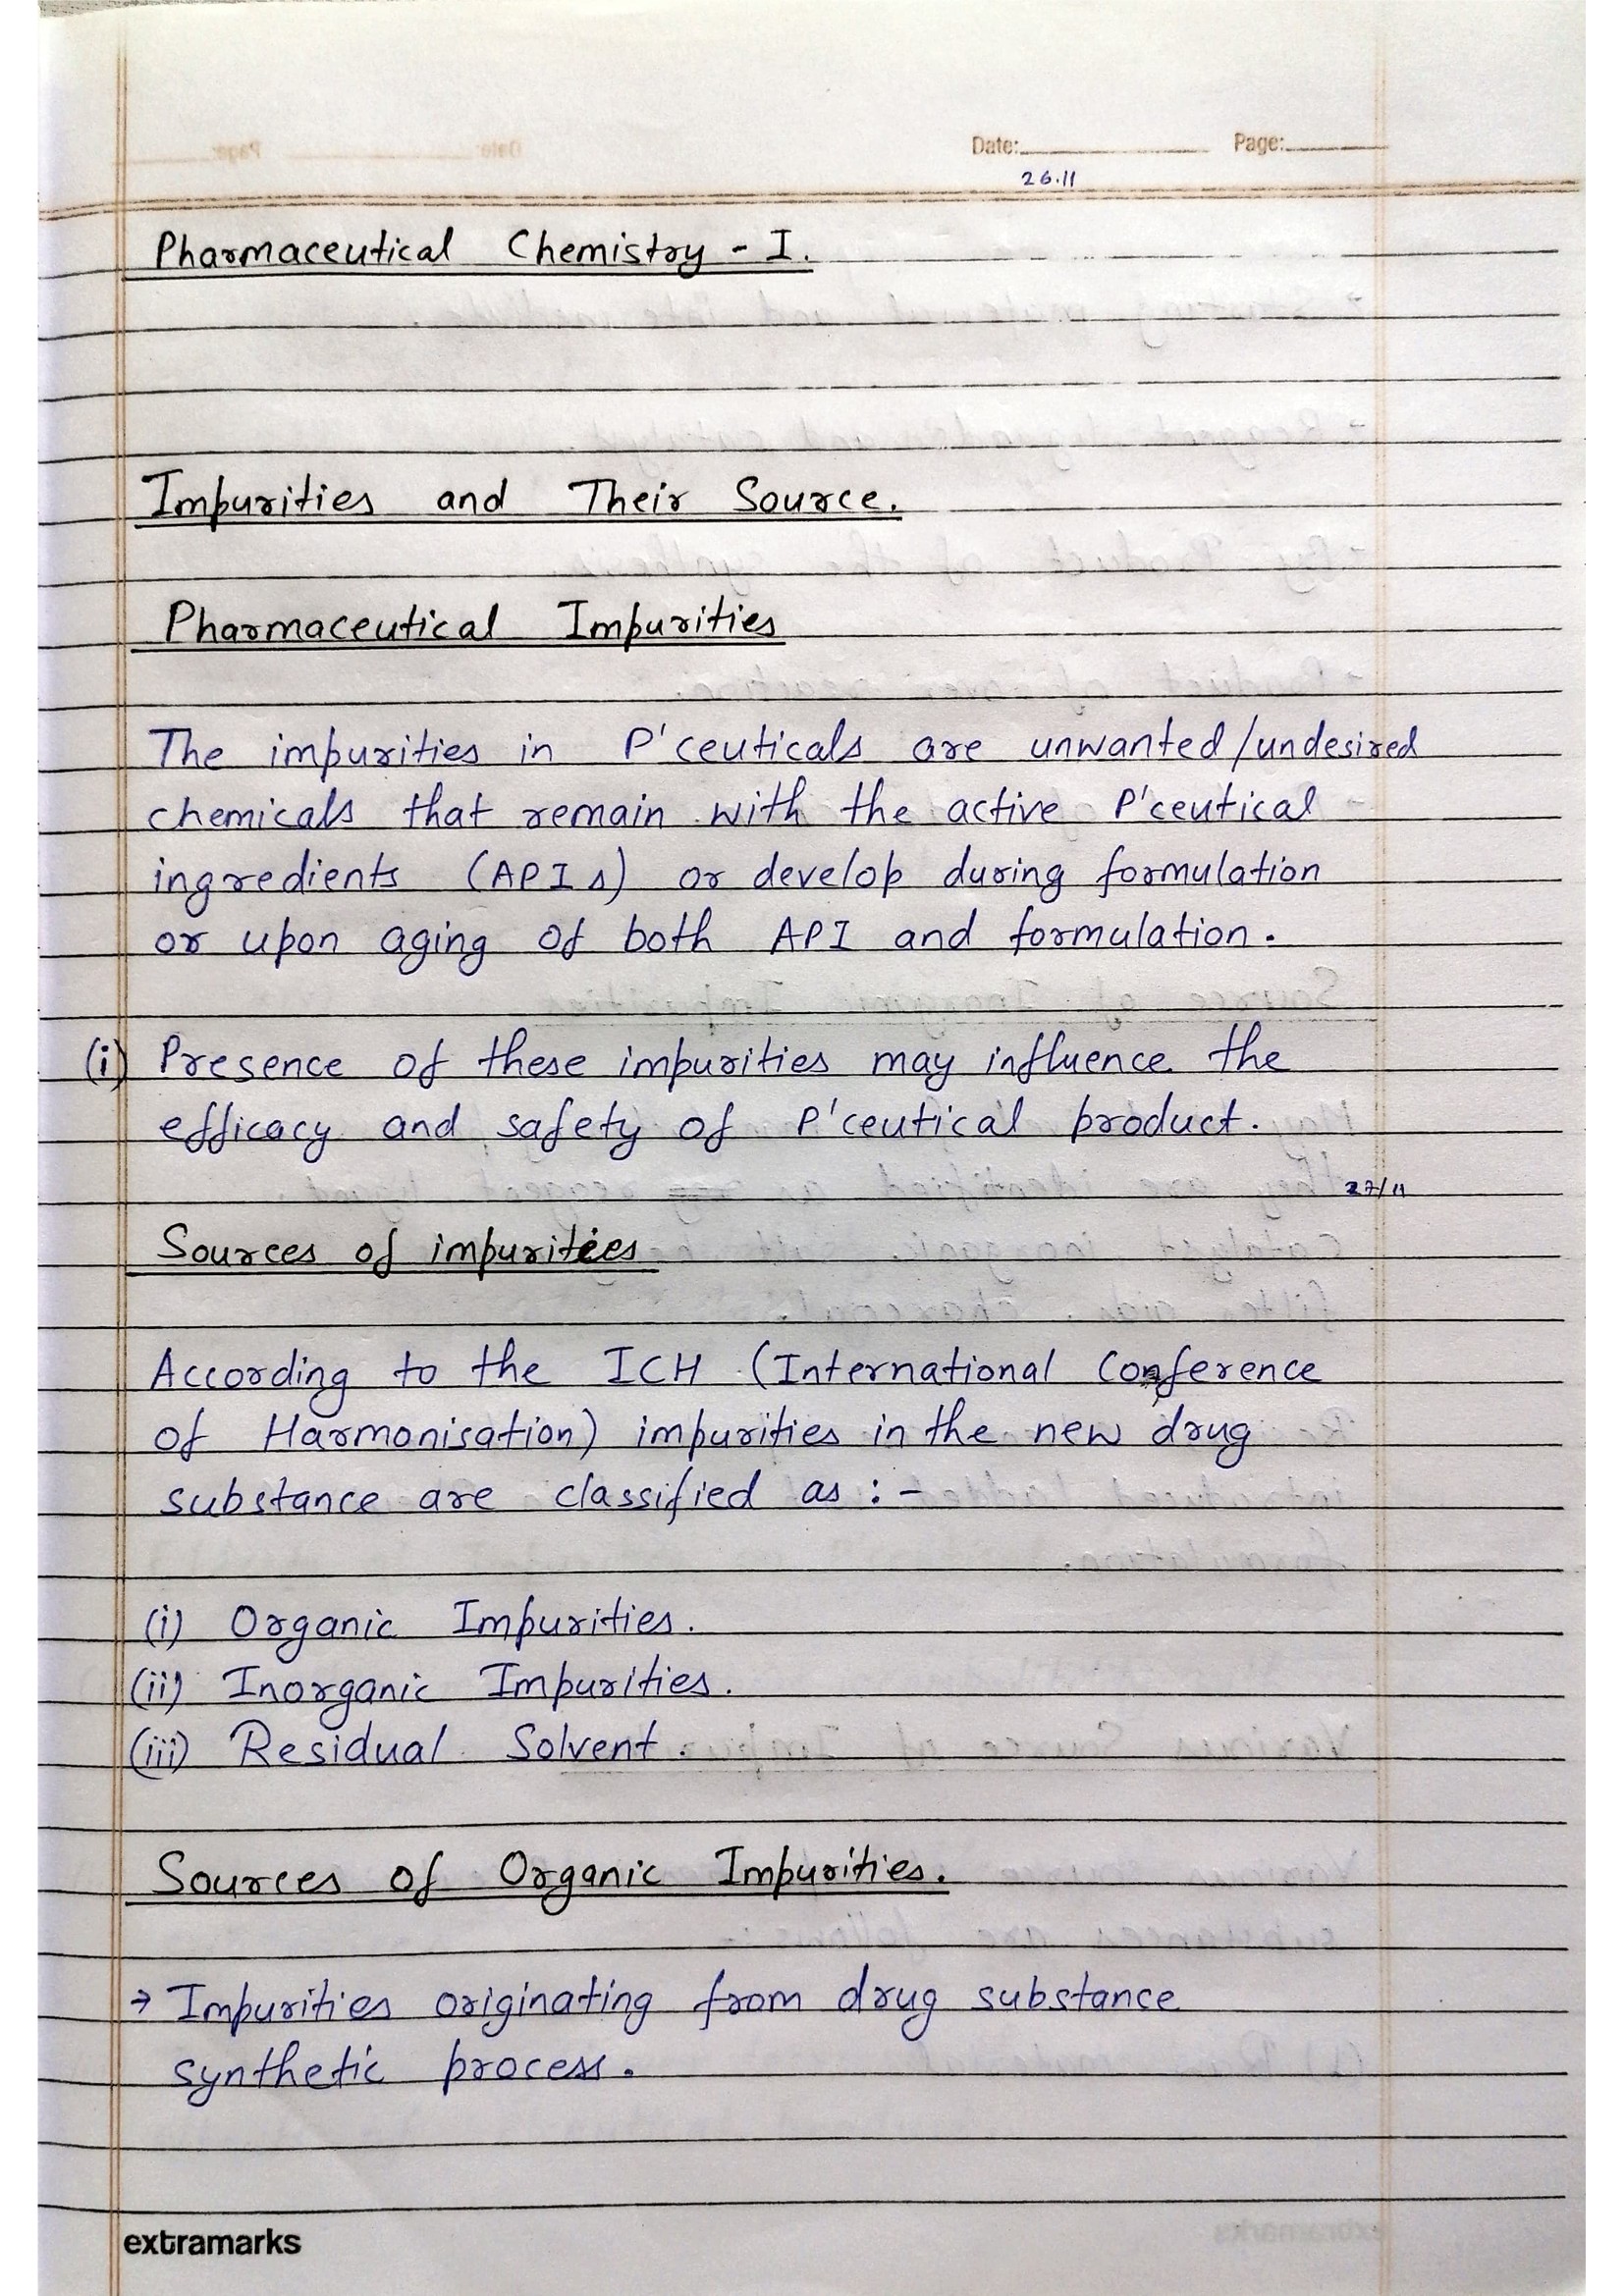 Date: Page:
26.11
Pharmaceutical Chemistry - I.
Impurities and Their Source.
Pharmaceutical Impurities
The impurities in P'ceuticals are unwanted/undesired
chemicals that remain with the active P'ceutical
ingredients (APIs) or develop during formulation
or upon aging of both API and formulation.
(i) Presence of these impurities may influence the
efficacy and safety of P'ceutical product.
27/11
Sources of impurities
According to the ICH (International Conference
of Harmonisation) impurities in the new drug
substance are classified as :-
(i) Organic Impurities.
(ii) Inorganic Impurities.
(iii) Residual Solvent.
Sources of Organic Impurities.
→ Impurities originating from drug substance
synthetic process.
extramarks